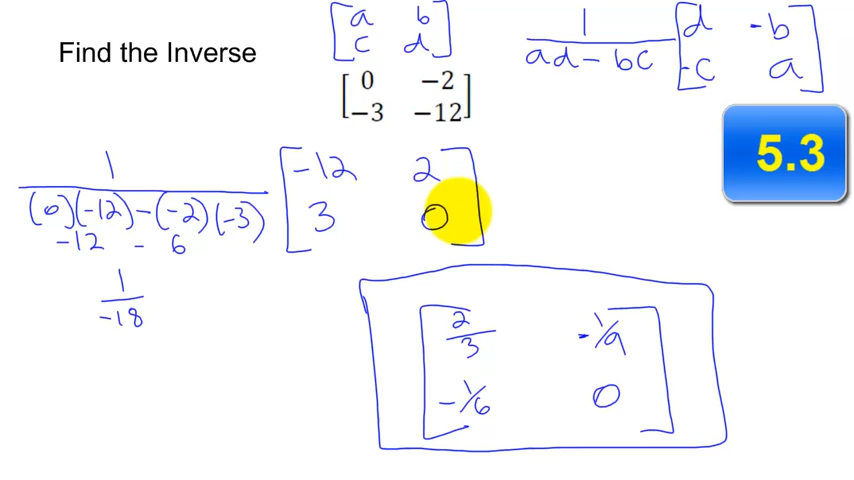 [a b
c d]
1
ad - bc [d -b
-c a]
Find the Inverse
[0 −2
−3 −12]
5.3
1
(0)(-12) - (-2)(-3) [-12 2
3 0]
-12 - 6
1
-18
[2/3 -1/9
-1/6 0]